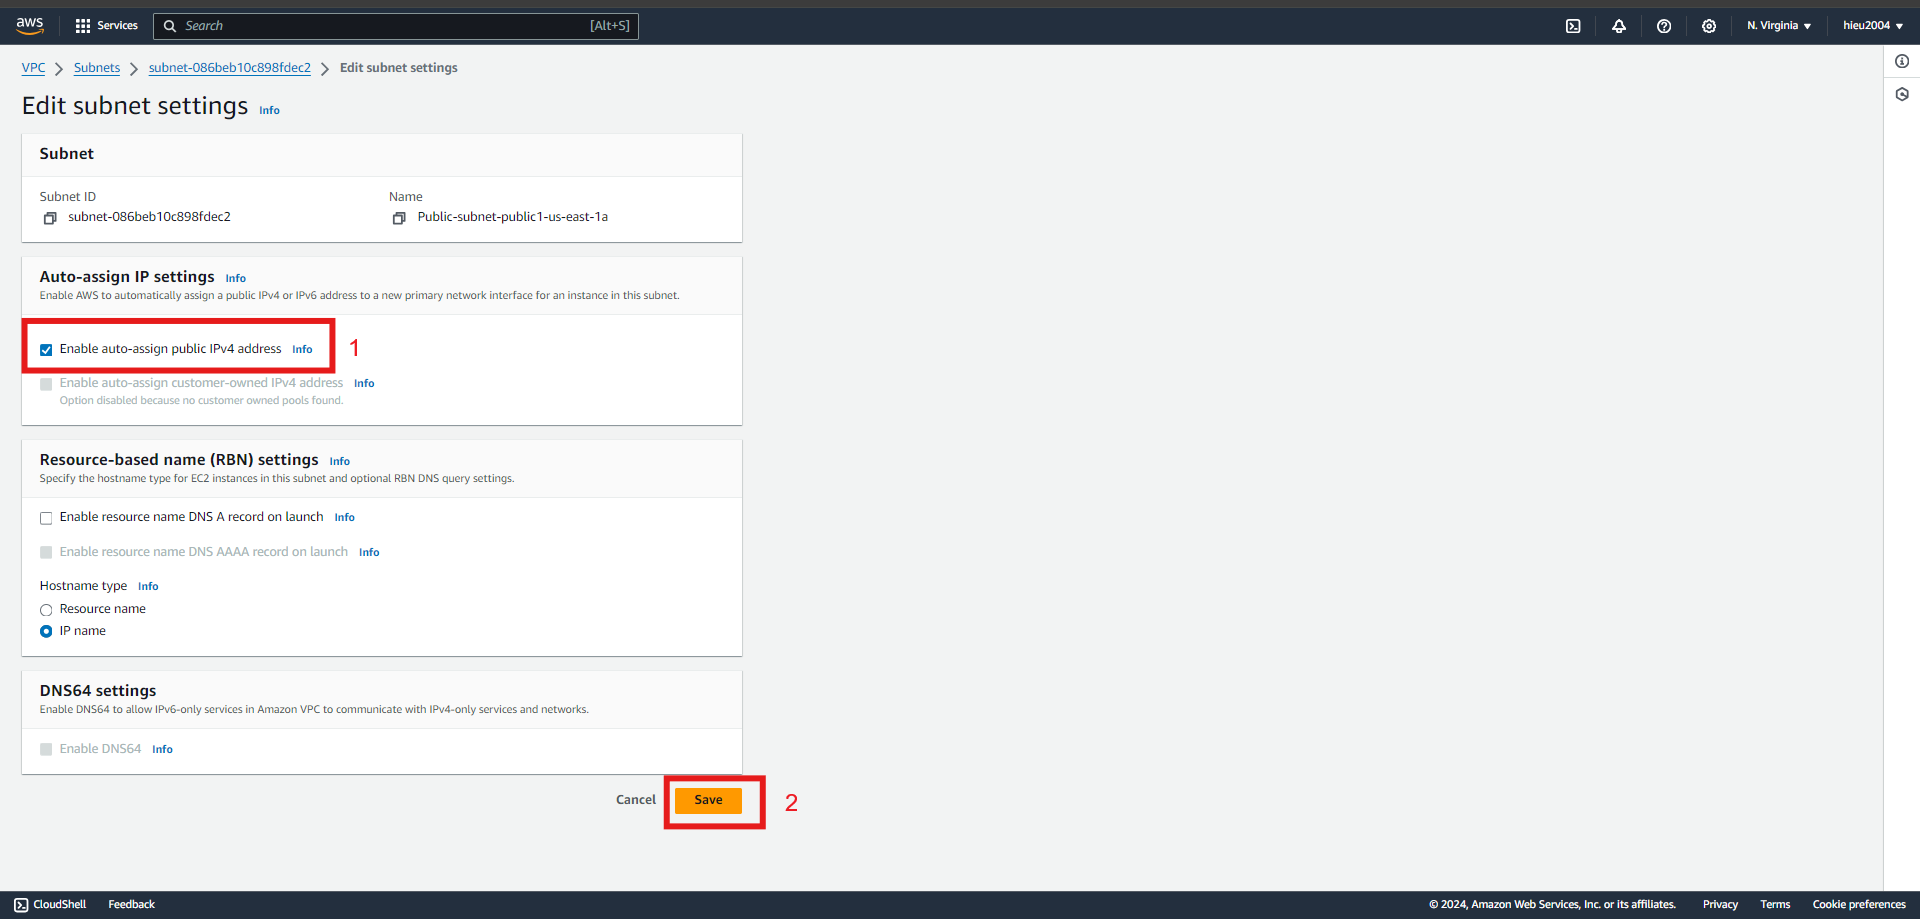 aws Services Search [Alt+S] N. Virginia hieu2004
VPC Subnets subnet-086beb10c898fdec2 Edit subnet settings
Edit subnet settings Info
Subnet
Subnet ID Name
subnet-086beb10c898fdec2 Public-subnet-public1-us-east-1a
Auto-assign IP settings Info
Enable AWS to automatically assign a public IPv4 or IPv6 address to a new primary network interface for an instance in this subnet.
Enable auto-assign public IPv4 address Info 1
Enable auto-assign customer-owned IPv4 address Info
Option disabled because no customer owned pools found.
Resource-based name (RBN) settings Info
Specify the hostname type for EC2 instances in this subnet and optional RBN DNS query settings.
Enable resource name DNS A record on launch Info
Enable resource name DNS AAAA record on launch Info
Hostname type Info
Resource name
IP name
DNS64 settings
Enable DNS64 to allow IPv6-only services in Amazon VPC to communicate with IPv4-only services and networks.
Enable DNS64 Info
Cancel Save 2
CloudShell Feedback © 2024, Amazon Web Services, Inc. or its affiliates. Privacy Terms Cookie preferences